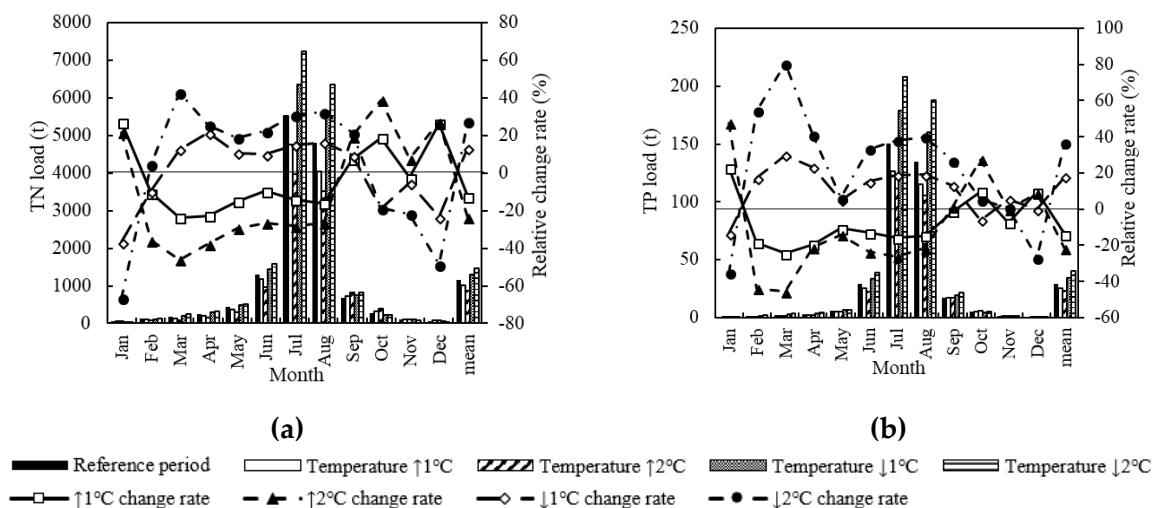 8000
7000
6000
5000
4000
3000
2000
1000
0
TN load (t)
80
60
40
20
0
-20
-40
-60
-80
Relative change rate (%)
Jan
Feb
Mar
Apr
May
Jun
Jul
Aug
Sep
Oct
Nov
Dec
mean
Month
(a)
250
200
150
100
50
0
TP load (t)
100
80
60
40
20
0
-20
-40
-60
Relative change rate (%)
Jan
Feb
Mar
Apr
May
Jun
Jul
Aug
Sep
Oct
Nov
Dec
mean
Month
(b)
Reference period Temperature ↑1℃ Temperature ↑2℃ Temperature ↓1℃ Temperature ↓2℃
↑1℃ change rate ↑2℃ change rate ↓1℃ change rate ↓2℃ change rate